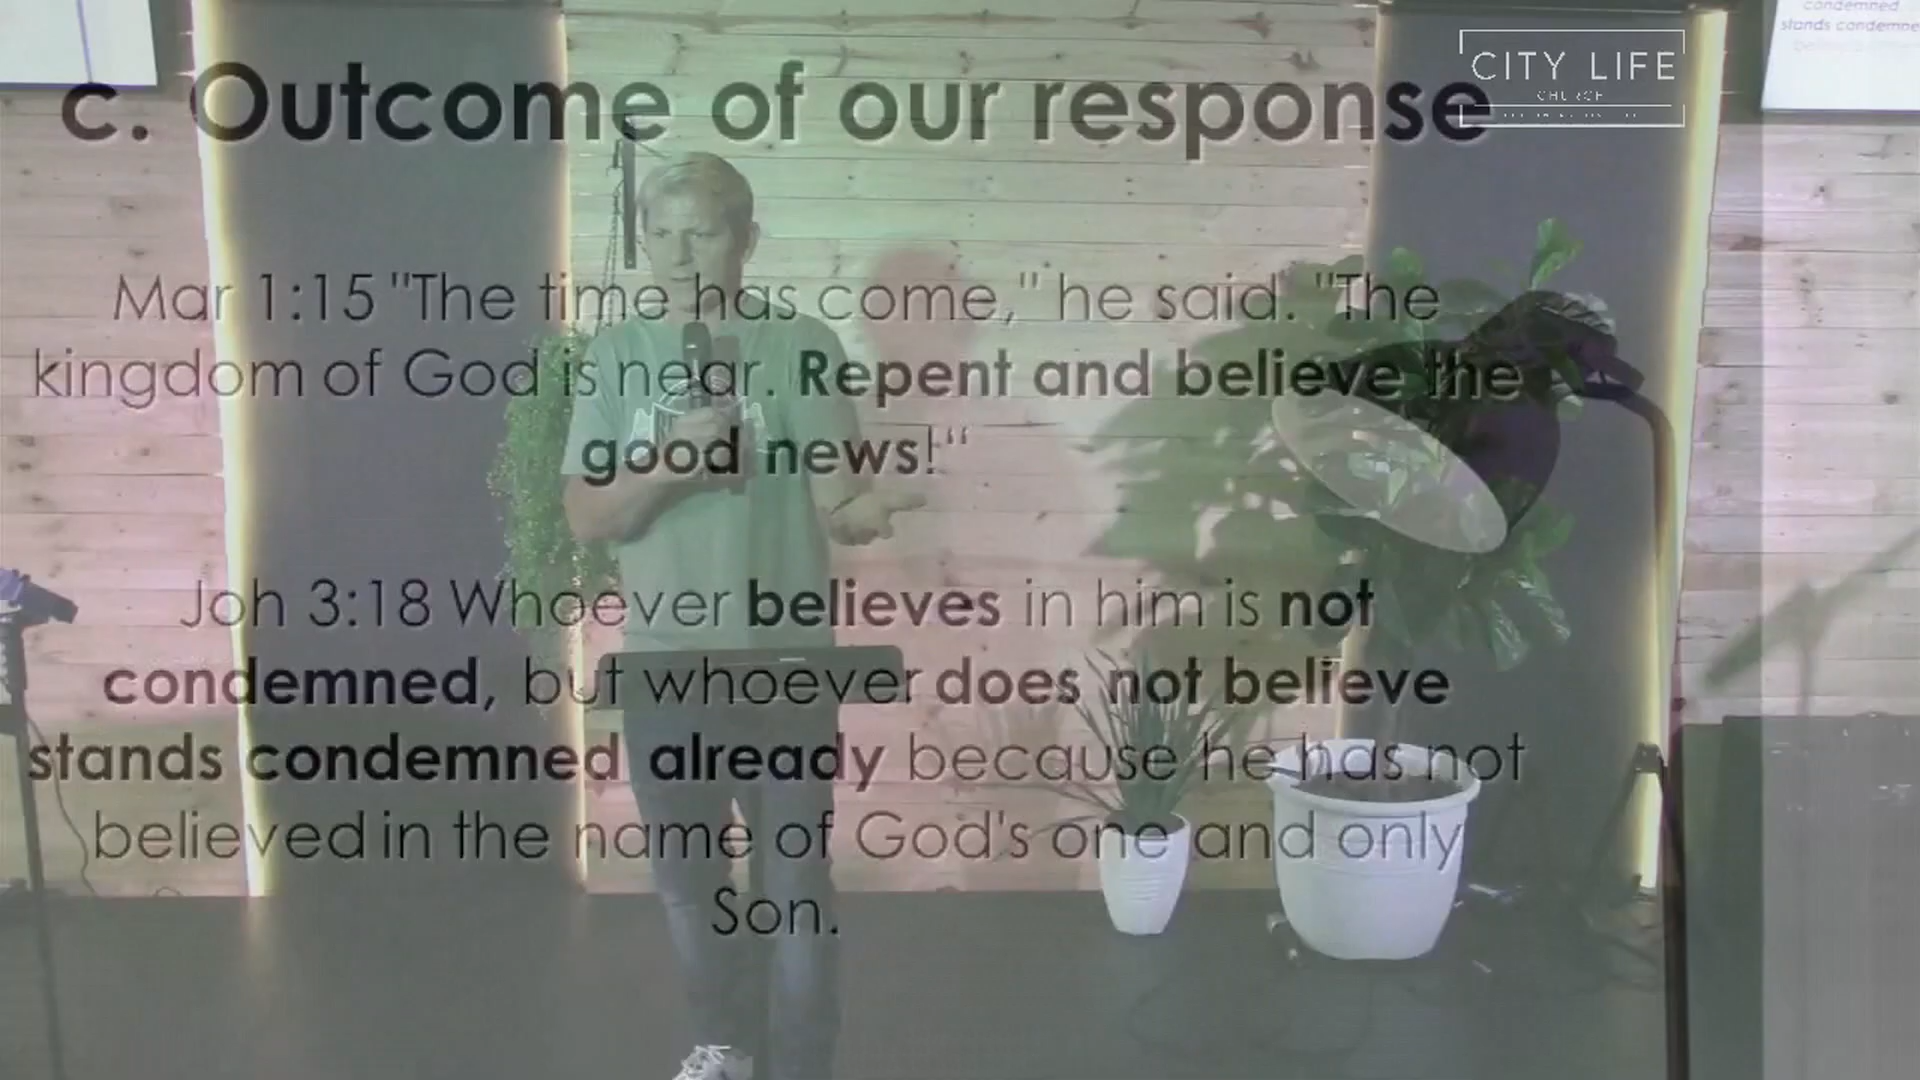 condemned.
stands condemne
CITY LIFE
CHURCH
c. Outcome of our response
Mar 1:15 "The time has come," he said. "The
kingdom of God is near. Repent and believe the
good news!“
Joh 3:18 Whoever believes in him is not
condemned, but whoever does not believe
stands condemned already because he has not
believed in the name of God's one and only
Son.